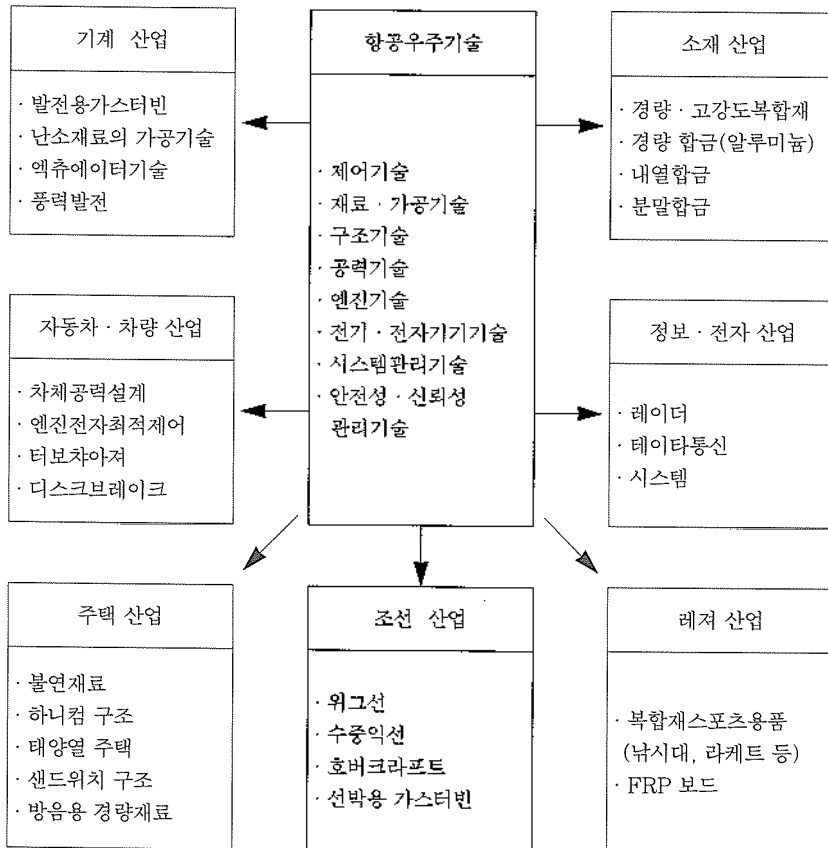 기계 산업
· 발전용가스터빈
· 난소재료의 가공기술
· 엑츄에이터기술
· 풍력발전
항공우주기술
· 제어기술
· 재료 · 가공기술
· 구조기술
· 공력기술
· 엔진기술
· 전기 · 전자기기기술
· 시스템관리기술
· 안전성 · 신뢰성
관리기술
소재 산업
· 경량 · 고강도복합재
· 경량 합금(알루미늄)
· 내열합금
· 분말합금
자동차 · 차량 산업
· 차체공력설계
· 엔진전자최적제어
· 터보차아져
· 디스크브레이크
정보 · 전자 산업
· 레이더
· 테이타통신
· 시스템
주택 산업
· 불연재료
· 하니컴 구조
· 태양열 주택
· 샌드위치 구조
· 방음용 경량재료
조선 산업
· 위그선
· 수중익선
· 호버크라프트
· 선박용 가스터빈
레져 산업
· 복합재스포츠용품
(낚시대, 라케트 등)
· FRP 보드